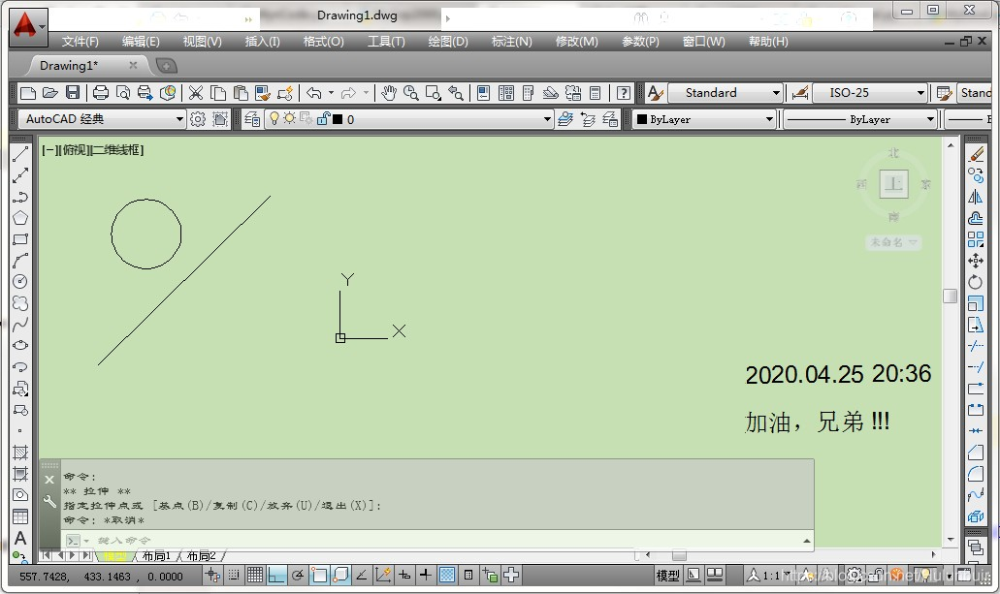 Drawing1.dwg
文件(F) 编辑(E) 视图(V) 插入(I) 格式(O) 工具(T) 绘图(D) 标注(N) 修改(M) 参数(P) 窗口(W) 帮助(H)
Drawing1*
Standard ISO-25 Stand
AutoCAD 经典 0 ByLayer ByLayer
[-][俯视][二维线框]
北
东
上
南
未命名
Y
X
2020.04.25 20:36
加油，兄弟 !!!
命令:
** 拉伸 **
指定拉伸点或 [基点(B)/复制(C)/放弃(U)/退出(X)]:
命令: *取消*
键入命令
模型 布局1 布局2
557.7428, 433.1463 , 0.0000 模型 1:1